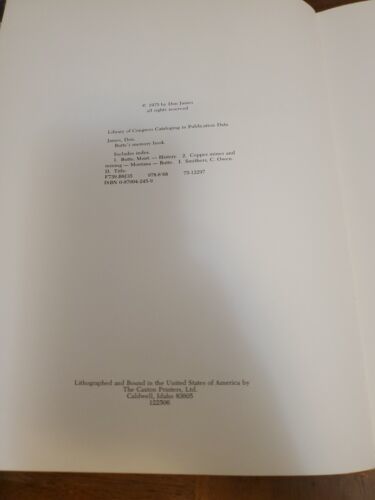 © 1975 by Don James
all rights reserved
Library of Congress Cataloging in Publication Data
James, Don.
Butte's memory book.
Includes index.
1. Butte, Mont. — History. 2. Copper mines and
mining — Montana — Butte. I. Smithers, C. Owen.
II. Title.
F739.B8J35 978.6'68 75-12297
ISBN 0-87004-245-9
Lithographed and Bound in the United States of America by
The Caxton Printers, Ltd.
Caldwell, Idaho 83605
122506